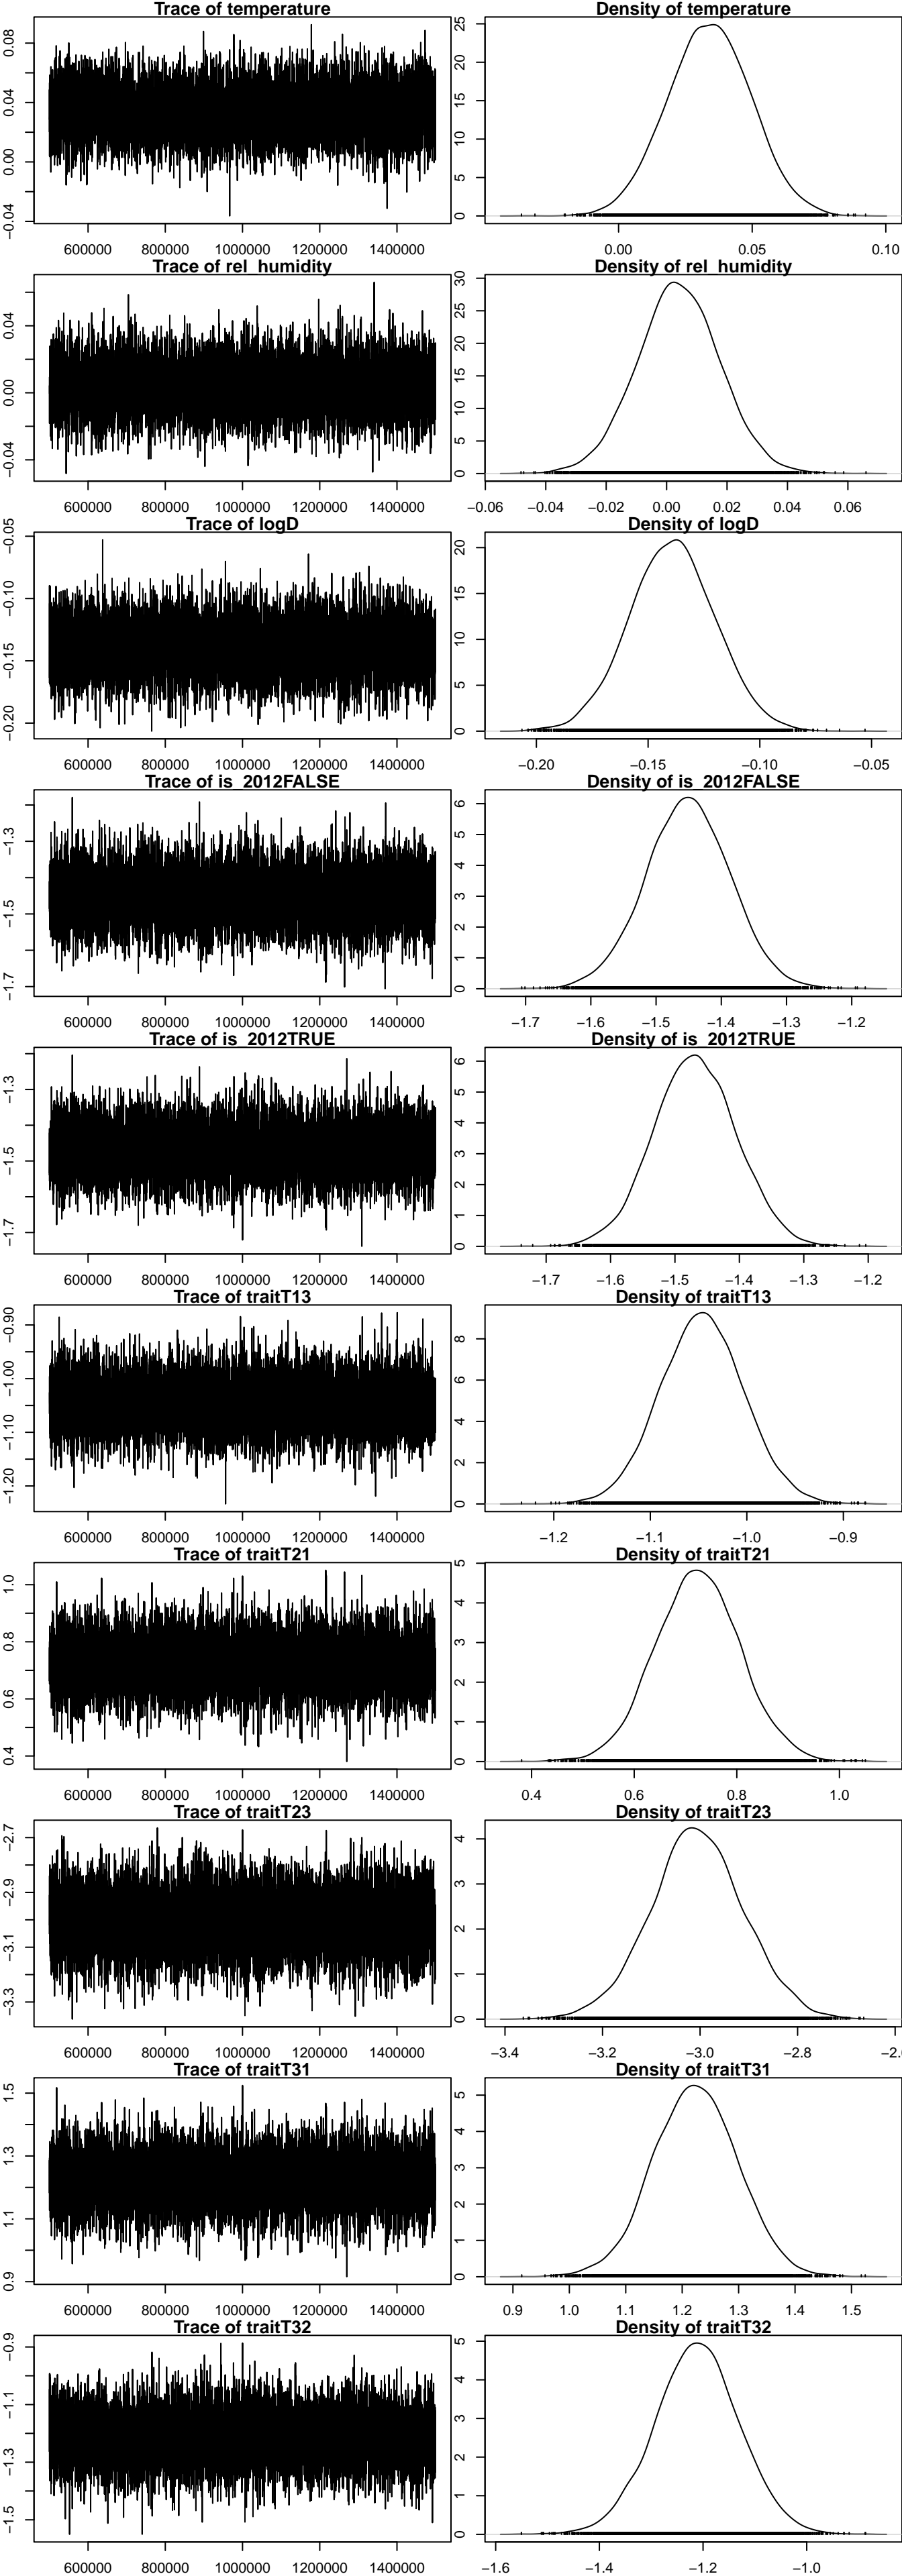 Trace of temperature
−0.04 0.00 0.04 0.08
600000 800000 1000000 1200000 1400000
Density of temperature
0 5 10 15 20 25
0.00 0.05 0.10
Trace of rel humidity
−0.04 0.00 0.04
600000 800000 1000000 1200000 1400000
Density of rel humidity
0 5 10 15 20 25 30
−0.06 −0.04 −0.02 0.00 0.02 0.04 0.06
Trace of logD
−0.20 −0.15 −0.10 −0.05
600000 800000 1000000 1200000 1400000
Density of logD
0 5 10 15 20
−0.20 −0.15 −0.10 −0.05
Trace of is 2012FALSE
−1.7 −1.5 −1.3
600000 800000 1000000 1200000 1400000
Density of is 2012FALSE
0 1 2 3 4 5 6
−1.7 −1.6 −1.5 −1.4 −1.3 −1.2
Trace of is 2012TRUE
−1.7 −1.5 −1.3
600000 800000 1000000 1200000 1400000
Density of is 2012TRUE
0 1 2 3 4 5 6
−1.7 −1.6 −1.5 −1.4 −1.3 −1.2
Trace of traitT13
−1.20 −1.10 −1.00 −0.90
600000 800000 1000000 1200000 1400000
Density of traitT13
0 2 4 6 8
−1.2 −1.1 −1.0 −0.9
Trace of traitT21
0.4 0.6 0.8 1.0
600000 800000 1000000 1200000 1400000
Density of traitT21
0 1 2 3 4 5
0.4 0.6 0.8 1.0
Trace of traitT23
−3.3 −3.1 −2.9 −2.7
600000 800000 1000000 1200000 1400000
Density of traitT23
0 1 2 3 4
−3.4 −3.2 −3.0 −2.8
Trace of traitT31
0.9 1.1 1.3 1.5
600000 800000 1000000 1200000 1400000
Density of traitT31
0 1 2 3 4 5
0.9 1.0 1.1 1.2 1.3 1.4 1.5
Trace of traitT32
−1.5 −1.3 −1.1 −0.9
600000 800000 1000000 1200000 1400000
Density of traitT32
0 1 2 3 4 5
−1.6 −1.4 −1.2 −1.0